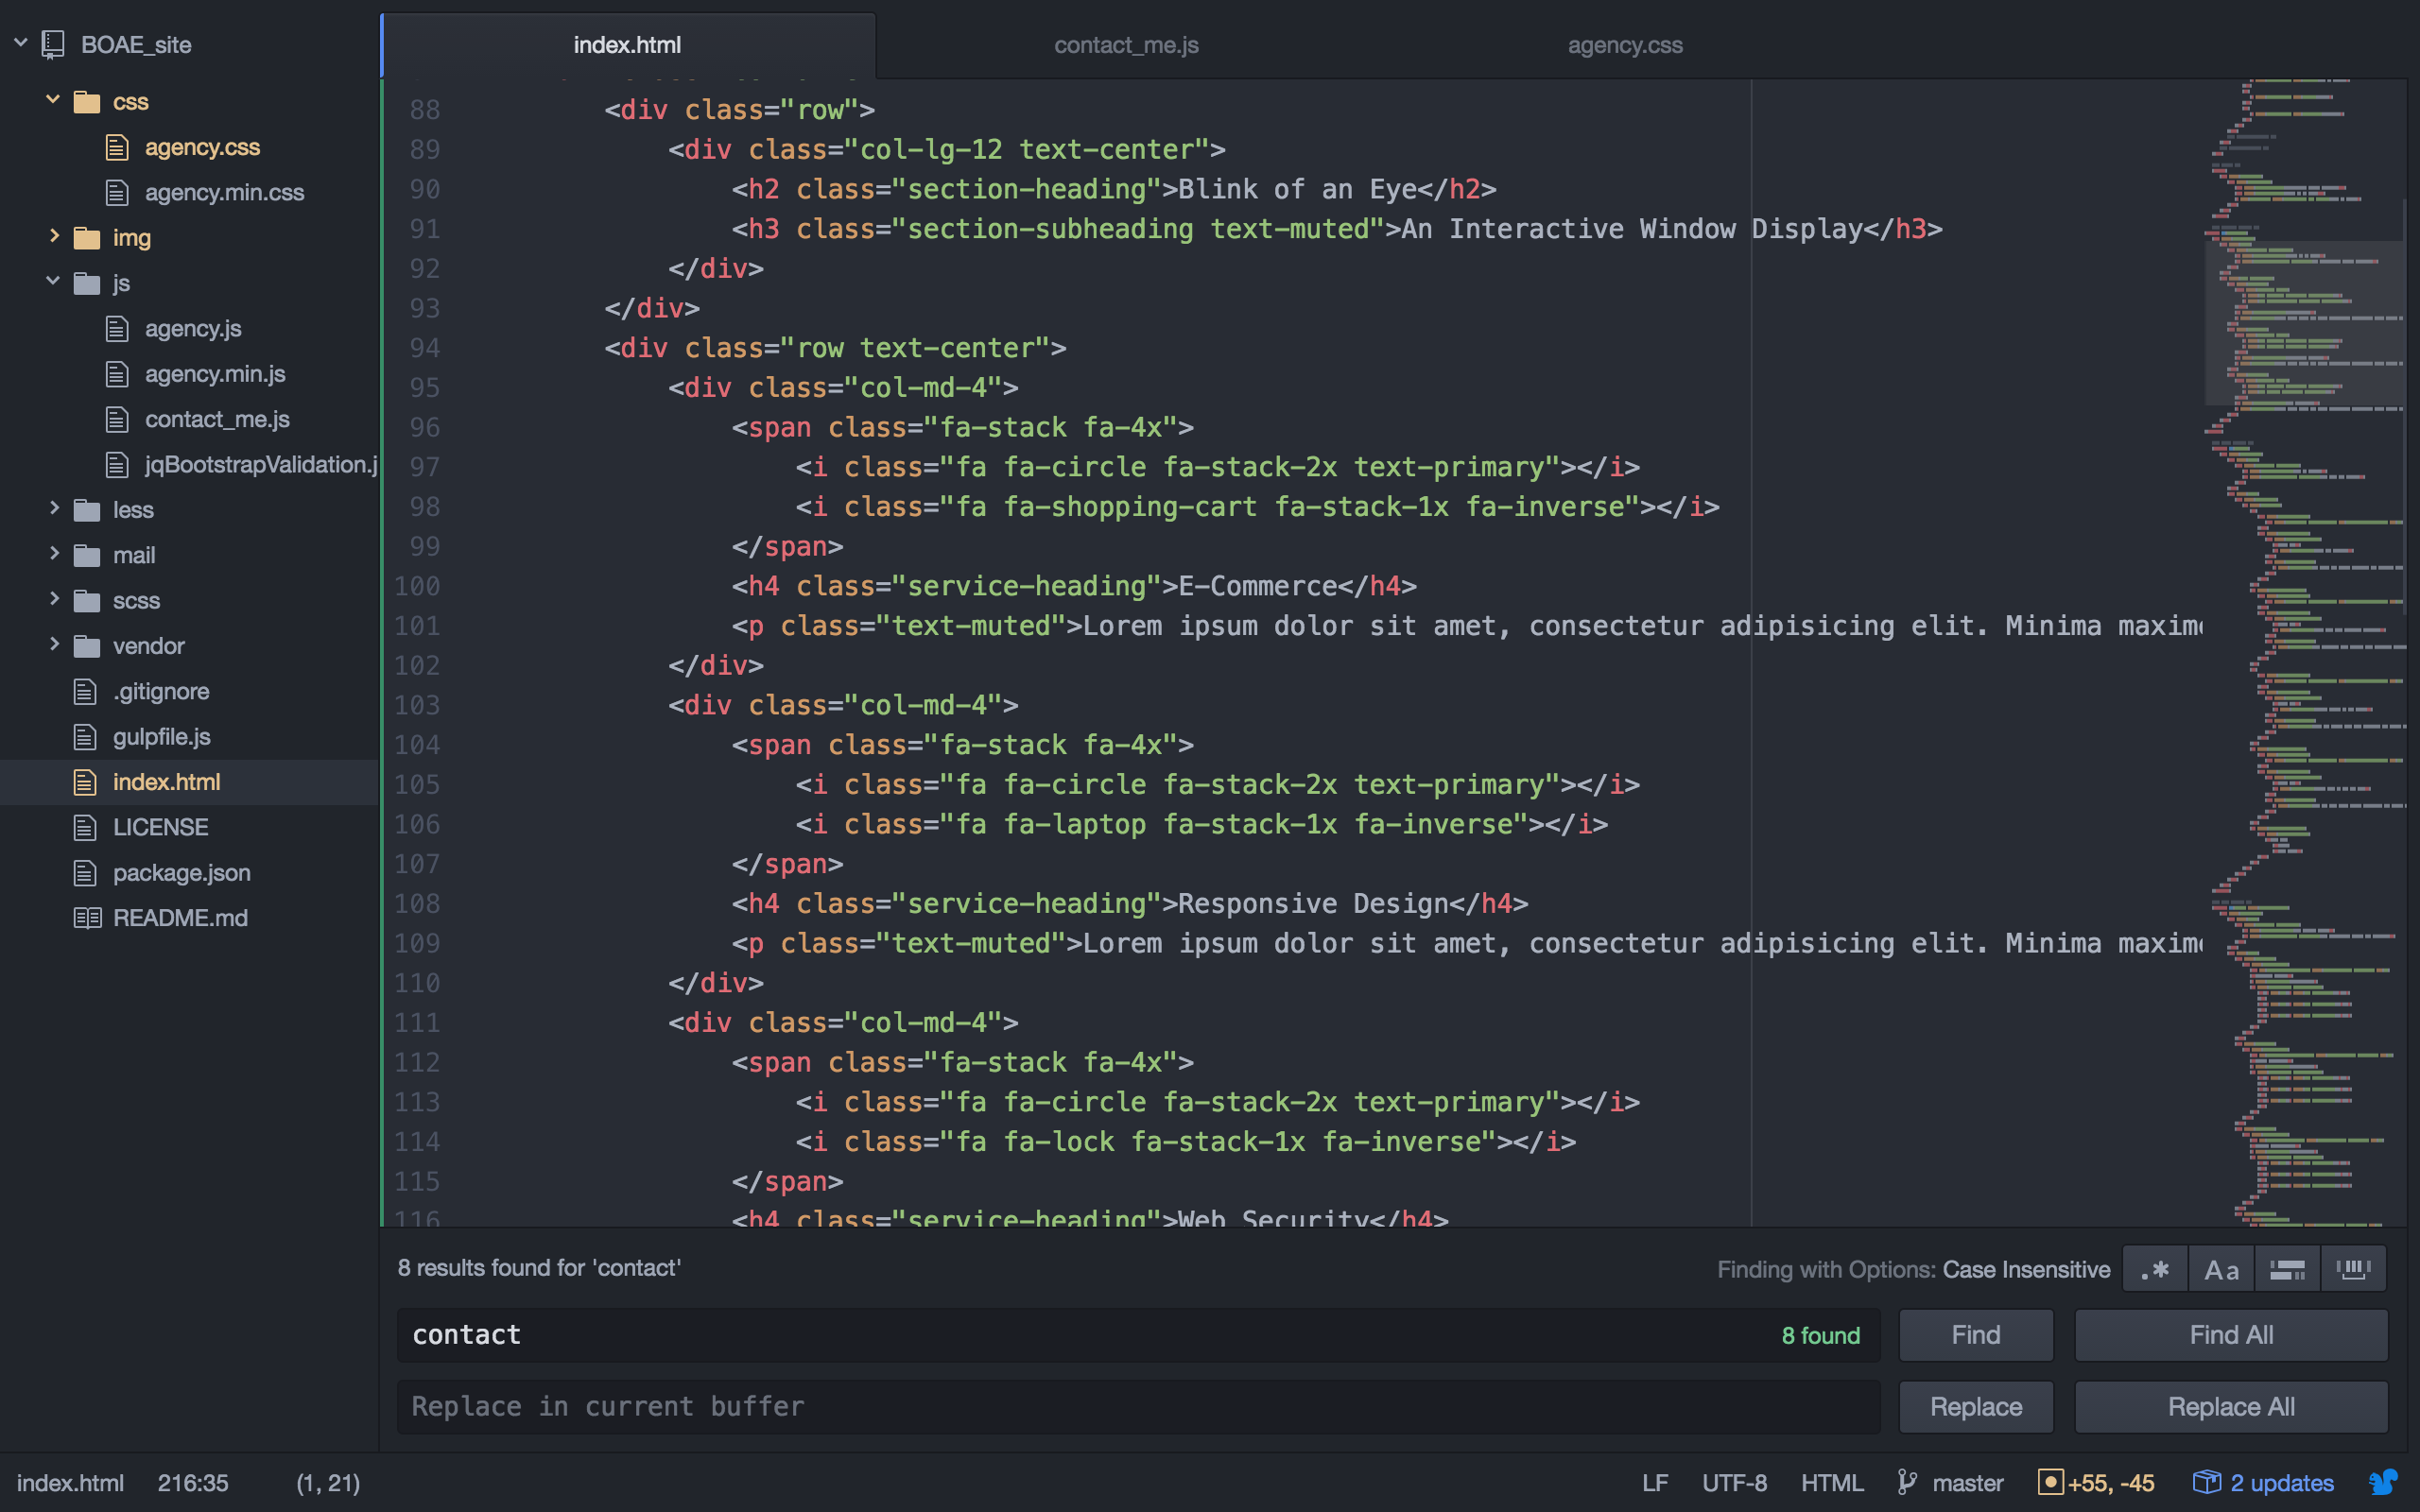 BOAE_site
css
agency.css
agency.min.css
img
js
agency.js
agency.min.js
contact_me.js
jqBootstrapValidation.j
less
mail
scss
vendor
.gitignore
gulpfile.js
index.html
LICENSE
package.json
README.md
index.html contact_me.js agency.css
88 <div class="row">
89 <div class="col-lg-12 text-center">
90 <h2 class="section-heading">Blink of an Eye</h2>
91 <h3 class="section-subheading text-muted">An Interactive Window Display</h3>
92 </div>
93 </div>
94 <div class="row text-center">
95 <div class="col-md-4">
96 <span class="fa-stack fa-4x">
97 <i class="fa fa-circle fa-stack-2x text-primary"></i>
98 <i class="fa fa-shopping-cart fa-stack-1x fa-inverse"></i>
99 </span>
100 <h4 class="service-heading">E-Commerce</h4>
101 <p class="text-muted">Lorem ipsum dolor sit amet, consectetur adipisicing elit. Minima maxim
102 </div>
103 <div class="col-md-4">
104 <span class="fa-stack fa-4x">
105 <i class="fa fa-circle fa-stack-2x text-primary"></i>
106 <i class="fa fa-laptop fa-stack-1x fa-inverse"></i>
107 </span>
108 <h4 class="service-heading">Responsive Design</h4>
109 <p class="text-muted">Lorem ipsum dolor sit amet, consectetur adipisicing elit. Minima maxim
110 </div>
111 <div class="col-md-4">
112 <span class="fa-stack fa-4x">
113 <i class="fa fa-circle fa-stack-2x text-primary"></i>
114 <i class="fa fa-lock fa-stack-1x fa-inverse"></i>
115 </span>
116 <h4 class="service-heading">Web Security</h4>
8 results found for 'contact'
Finding with Options: Case Insensitive .* Aa
contact 8 found Find Find All
Replace in current buffer Replace Replace All
index.html 216:35 (1, 21) LF UTF-8 HTML master +55, -45 2 updates